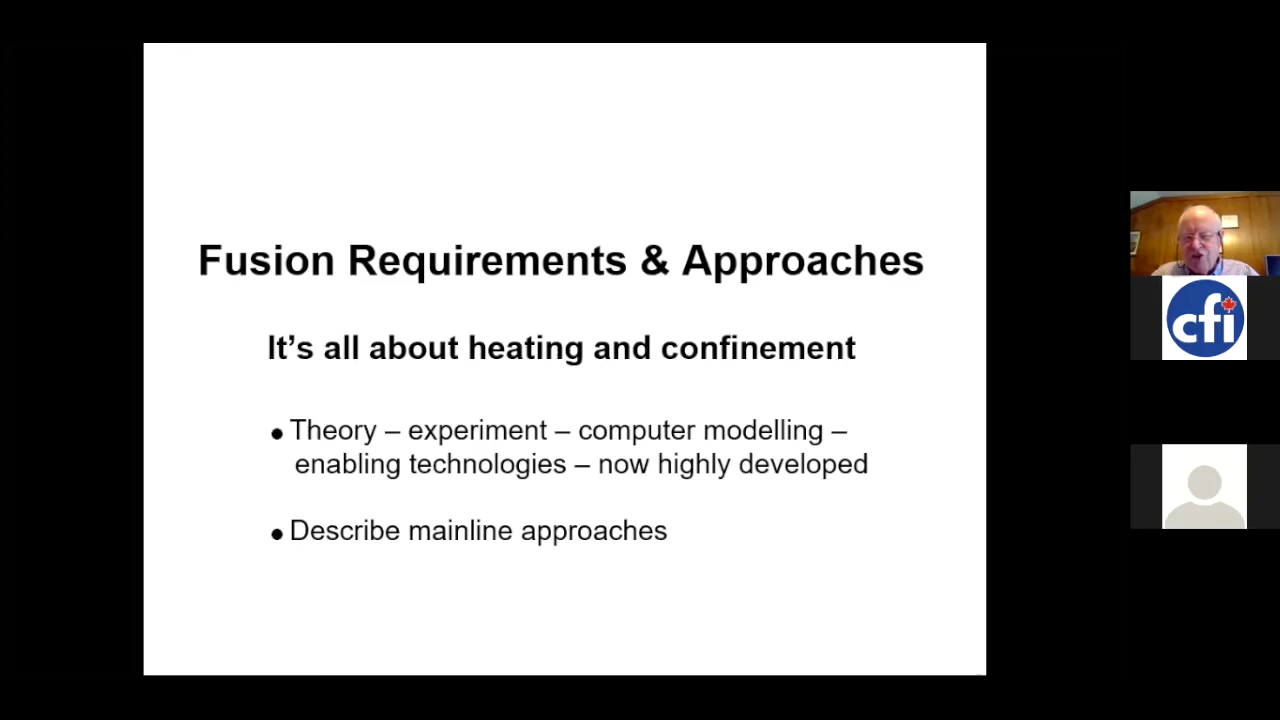 Fusion Requirements & Approaches
It’s all about heating and confinement
• Theory – experiment – computer modelling –
enabling technologies – now highly developed
• Describe mainline approaches
cfi